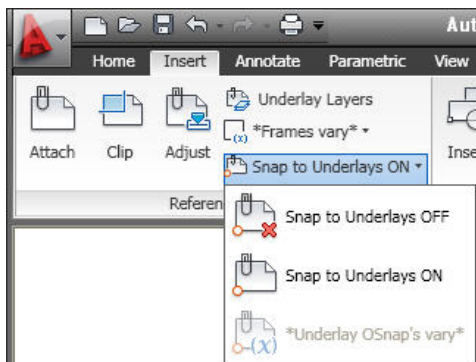 Aut
Home Insert Annotate Parametric View
Underlay Layers
*Frames vary*
Attach Clip Adjust Snap to Underlays ON Inse
Referen
Snap to Underlays OFF
Snap to Underlays ON
*Underlay OSnap's vary*